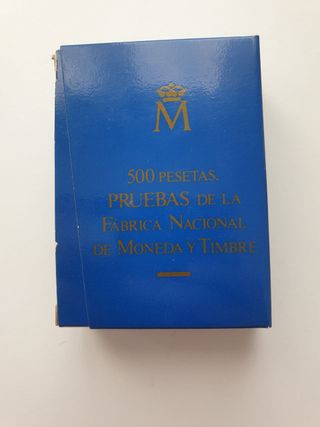 M
500 PESETAS.
PRUEBAS DE LA
FÁBRICA NACIONAL
DE MONEDA Y TIMBRE